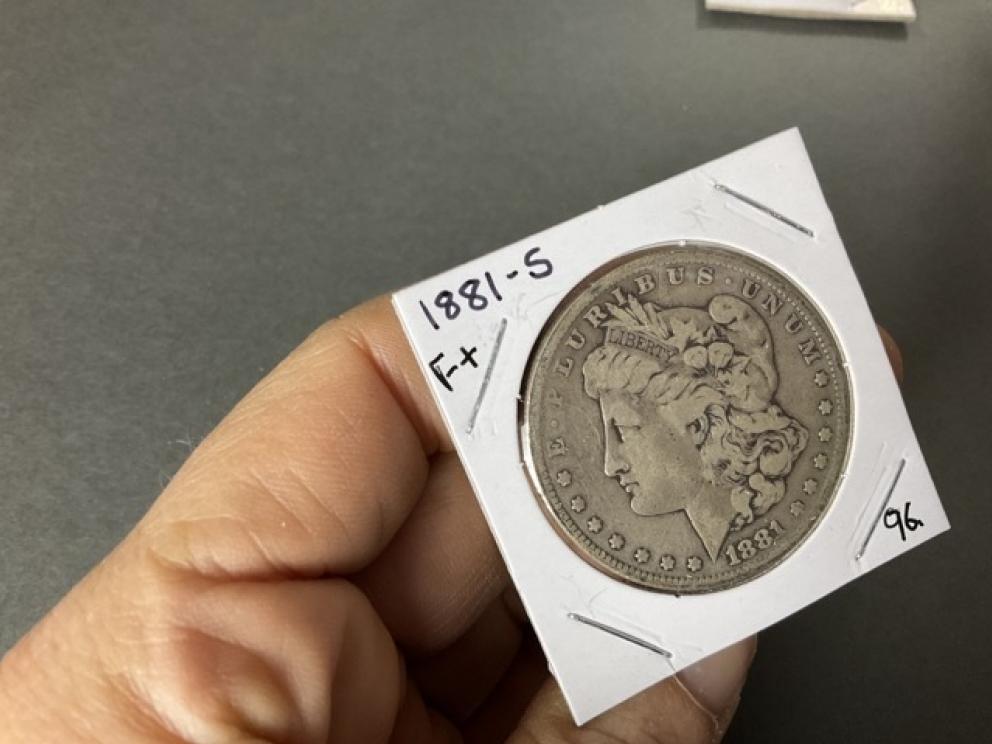 1881-S
F+
E·PLURIBUS·UNUM
LIBERTY
1881
96